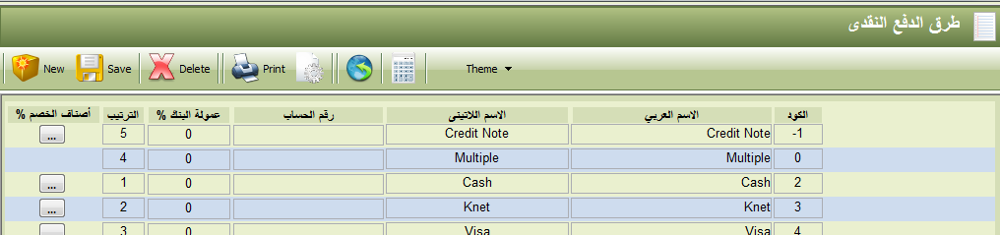 طرق الدفع النقدى
New Save Delete Print Theme
الكود الاسم العربي الاسم اللاتينى رقم الحساب عمولة البنك % الترتيب أصناف الخصم %
-1 Credit Note Credit Note 0 5 ...
0 Multiple Multiple 0 4
2 Cash Cash 0 1 ...
3 Knet Knet 0 2 ...
4 Visa Visa 0 3